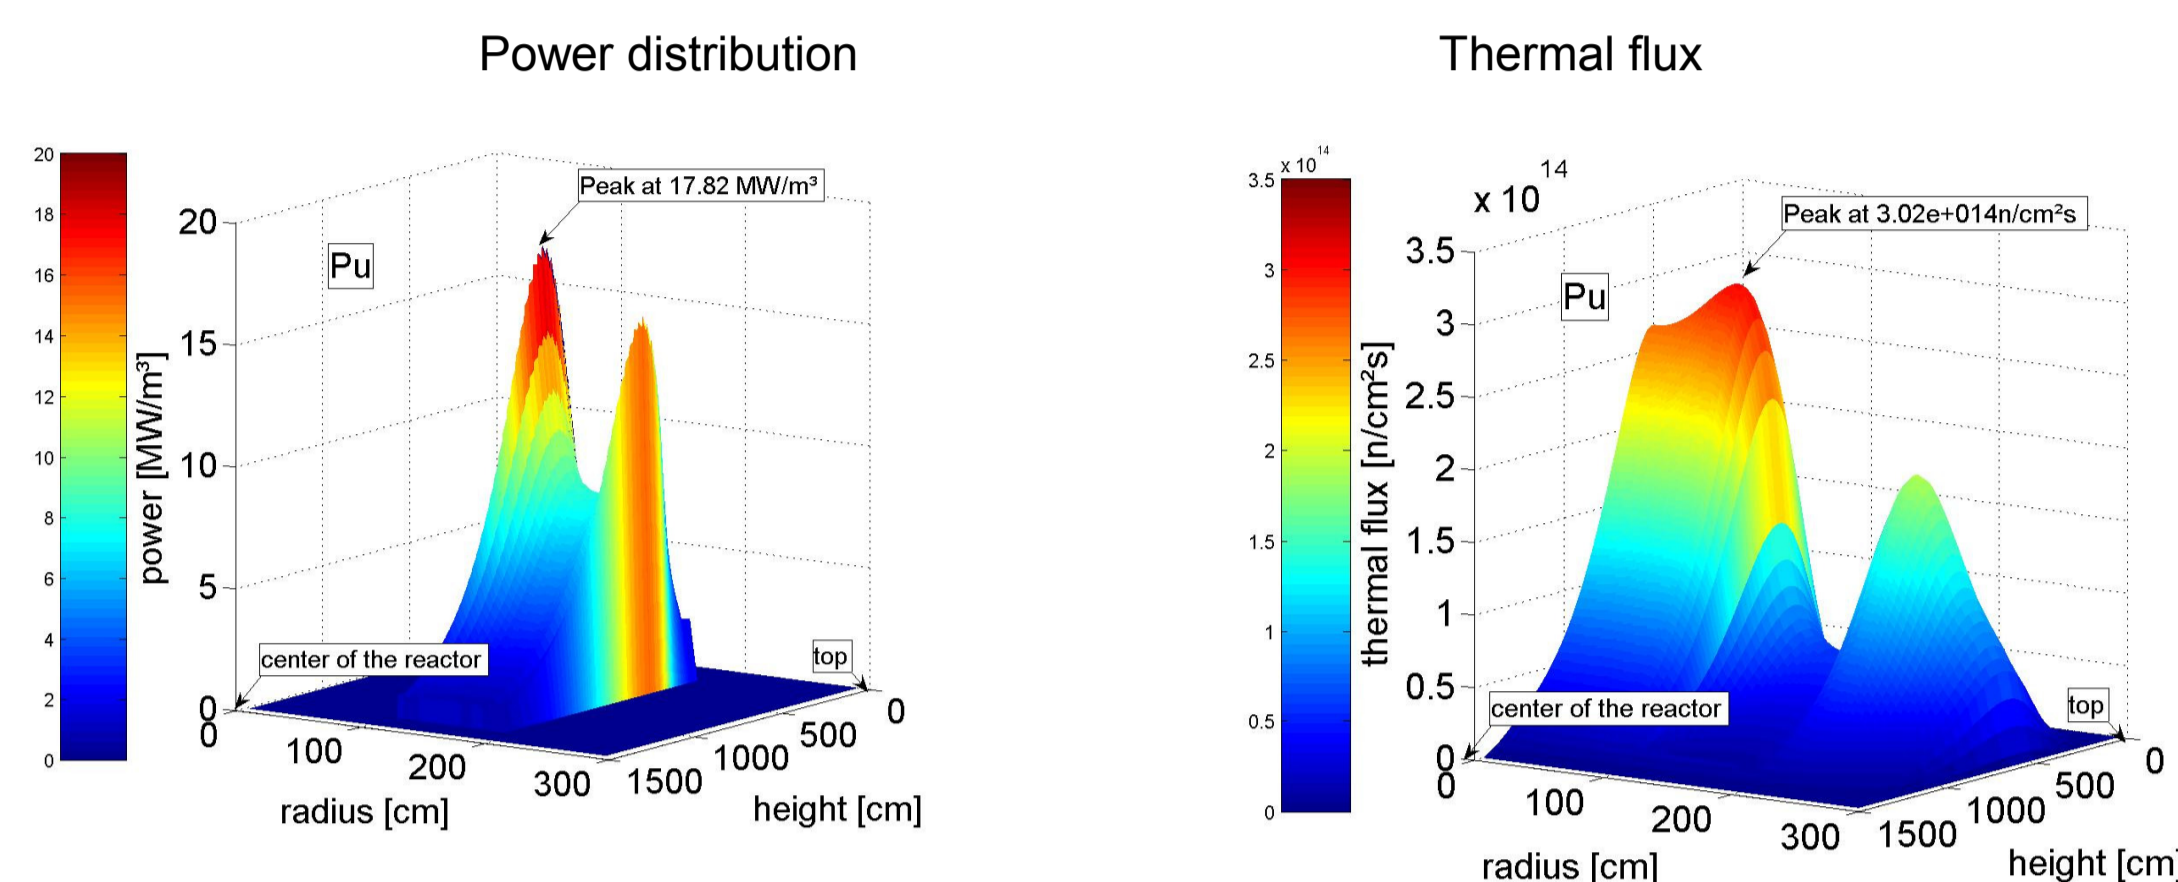 Power distribution
Thermal flux
20
18
16
14
12
10
8
6
4
2
0
power [MW/m³]
20
15
10
5
0
Pu
Peak at 17.82 MW/m³
center of the reactor
top
0
100
200
300
radius [cm]
1500
1000
500
0
height [cm]
x 10 14
3.5
3
2.5
2
1.5
1
0.5
0
thermal flux [n/cm²s]
x 10 14
3.5
3
2.5
2
1.5
1
0.5
0
Pu
Peak at 3.02e+014n/cm²s
center of the reactor
top
0
100
200
300
radius [cm]
1500
1000
500
0
height [cm]